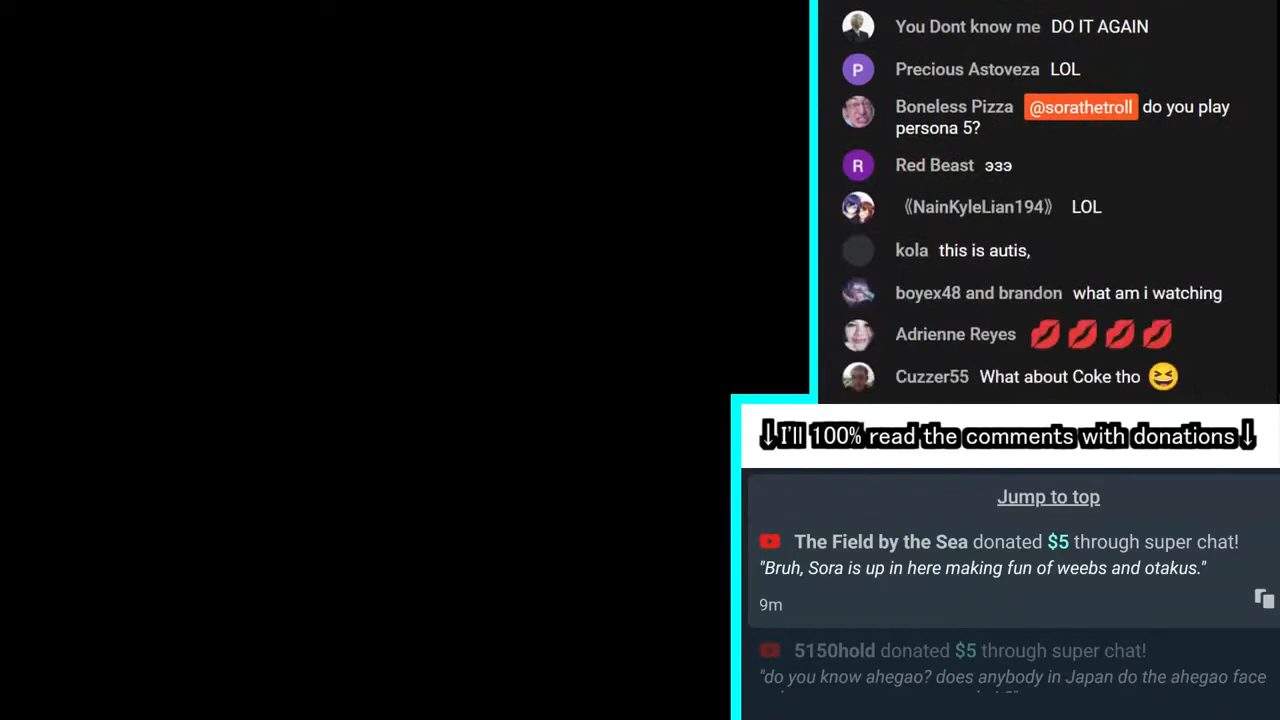 You Dont know me DO IT AGAIN
P Precious Astoveza LOL
Boneless Pizza @sorathetroll do you play
persona 5?
R Red Beast эээ
《NainKyleLian194》 LOL
kola this is autis,
boyex48 and brandon what am i watching
Adrienne Reyes 💋💋💋💋
Cuzzer55 What about Coke tho 😆
↓I'll 100% read the comments with donations↓
Jump to top
The Field by the Sea donated $5 through super chat!
"Bruh, Sora is up in here making fun of weebs and otakus."
9m
5150hold donated $5 through super chat!
"do you know ahegao? does anybody in Japan do the ahegao face